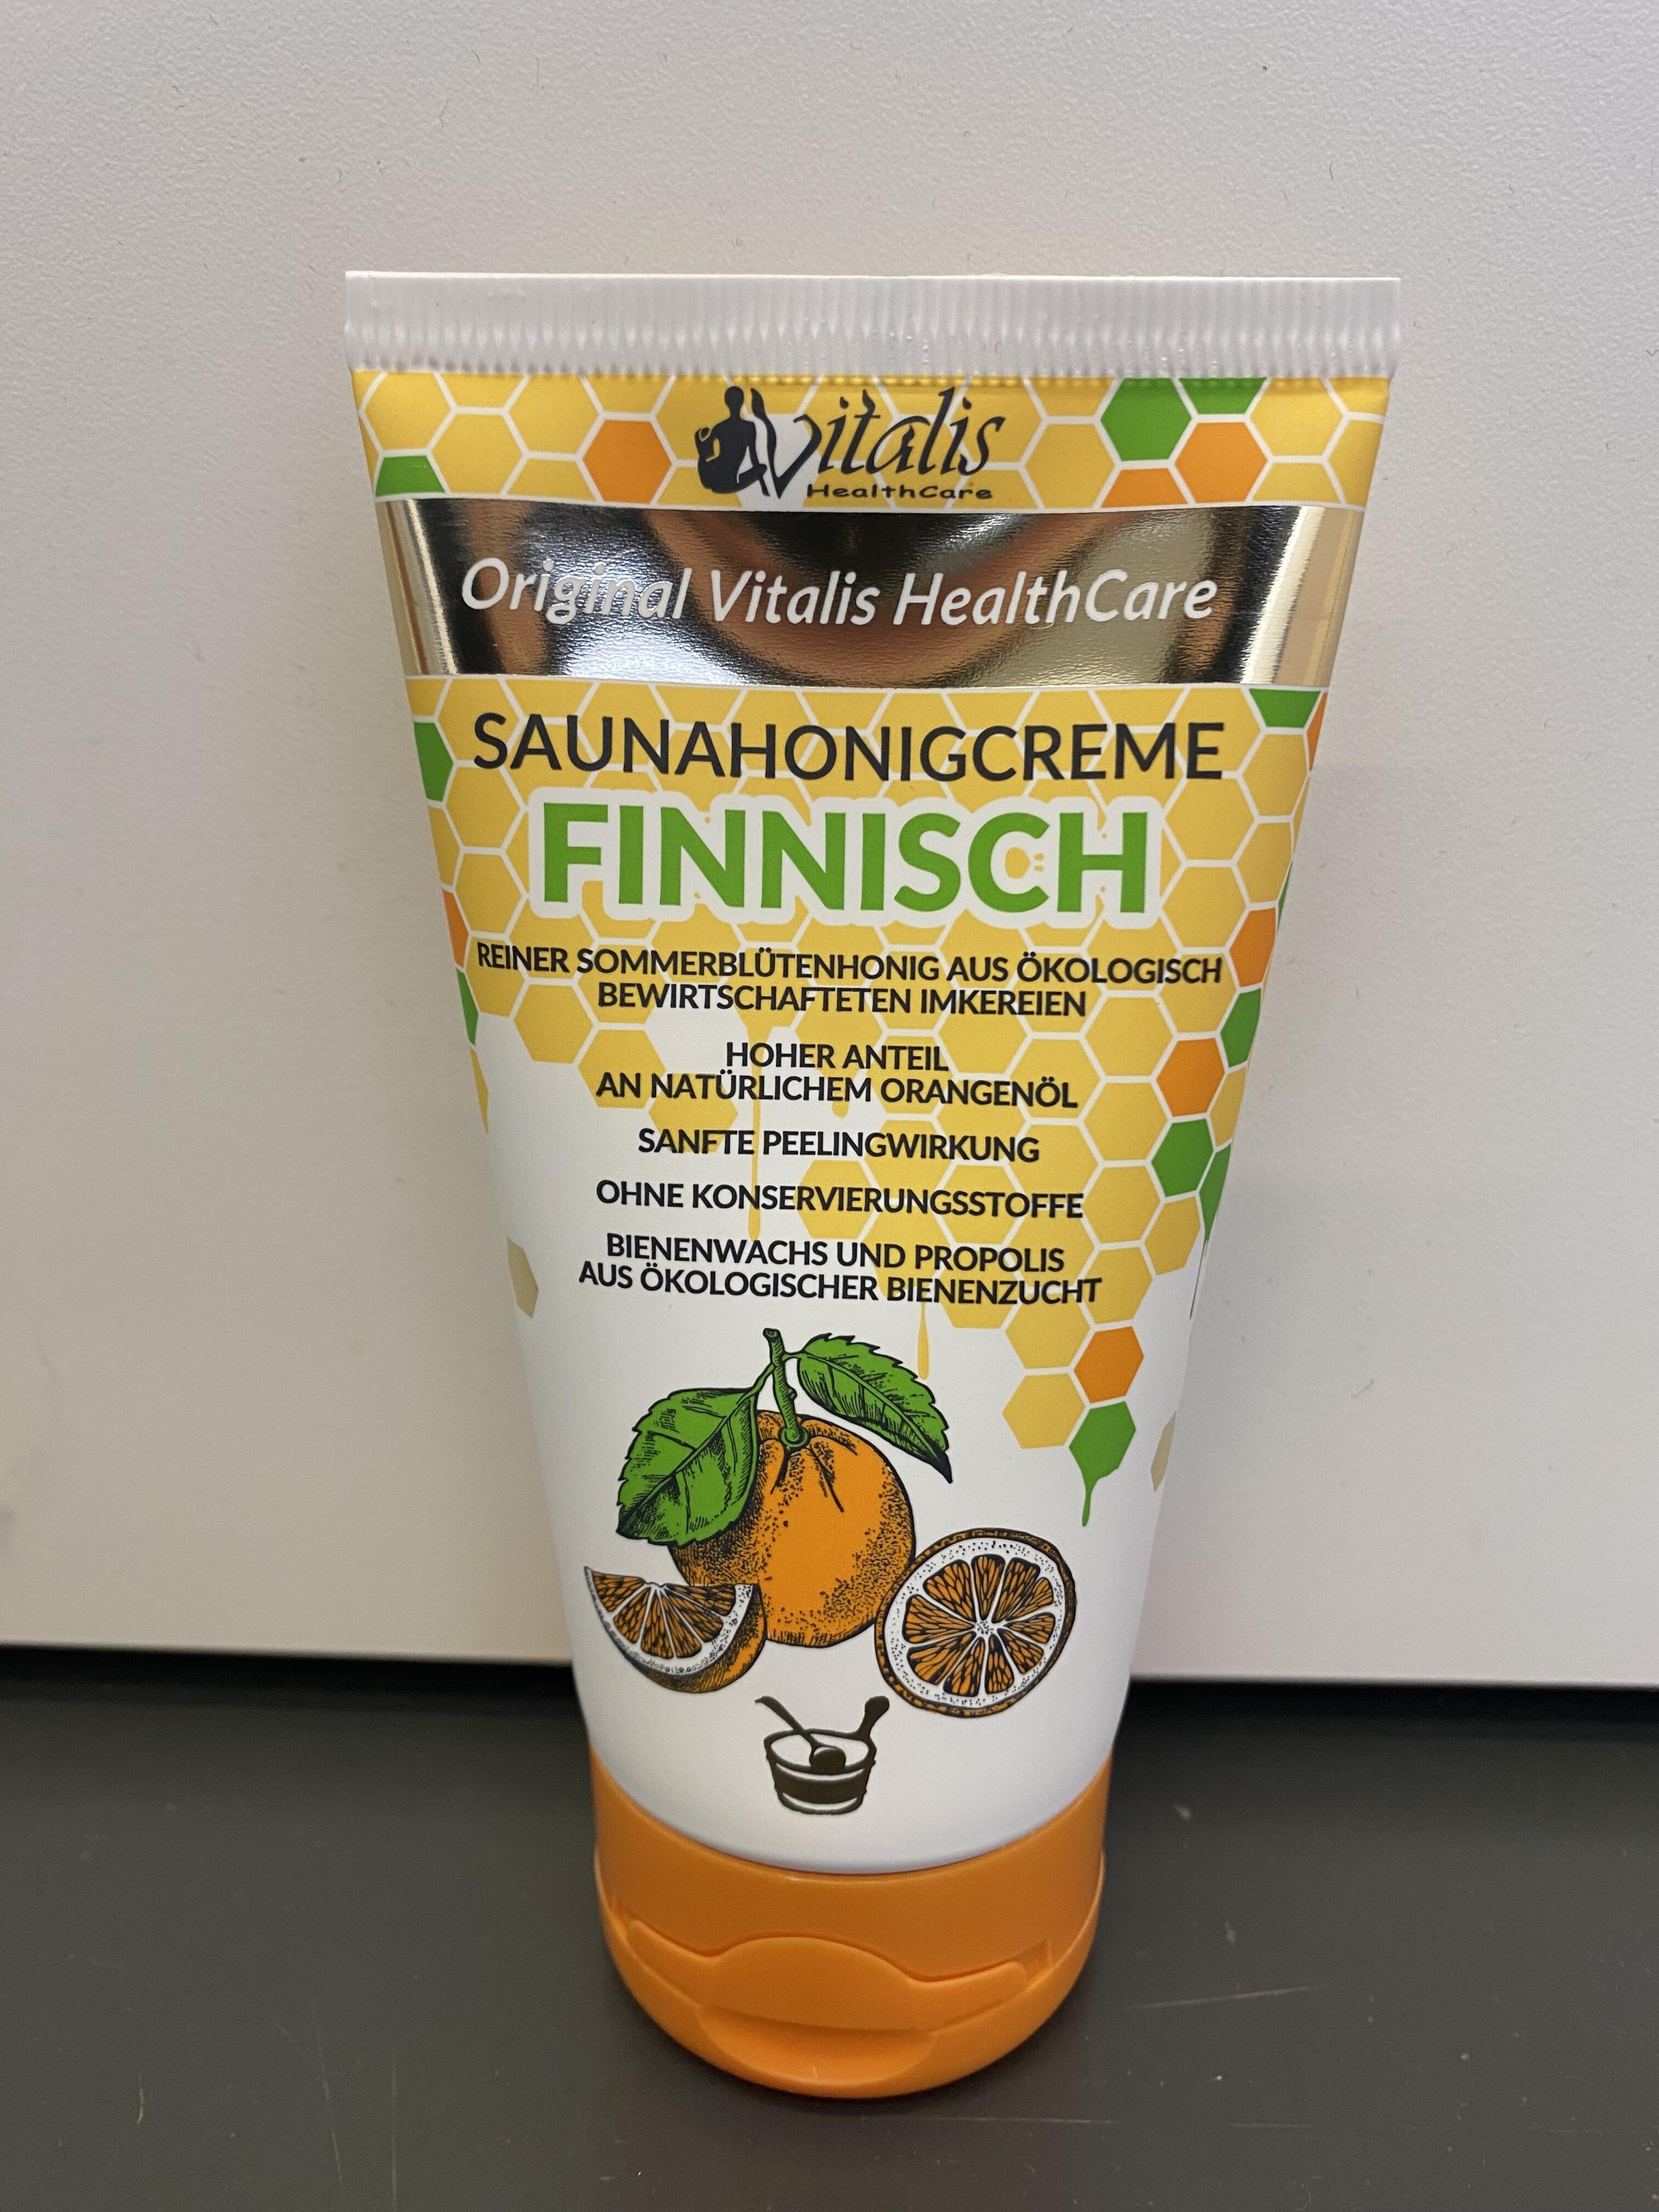 Vitalis
HealthCare
Original Vitalis HealthCare
SAUNAHONIGCREME
FINNISCH
REINER SOMMERBLÜTENHONIG AUS ÖKOLOGISCH
BEWIRTSCHAFTETEN IMKEREIEN
HOHER ANTEIL
AN NATÜRLICHEM ORANGENÖL
SANFTE PEELINGWIRKUNG
OHNE KONSERVIERUNGSSTOFFE
BIENENWACHS UND PROPOLIS
AUS ÖKOLOGISCHER BIENENZUCHT